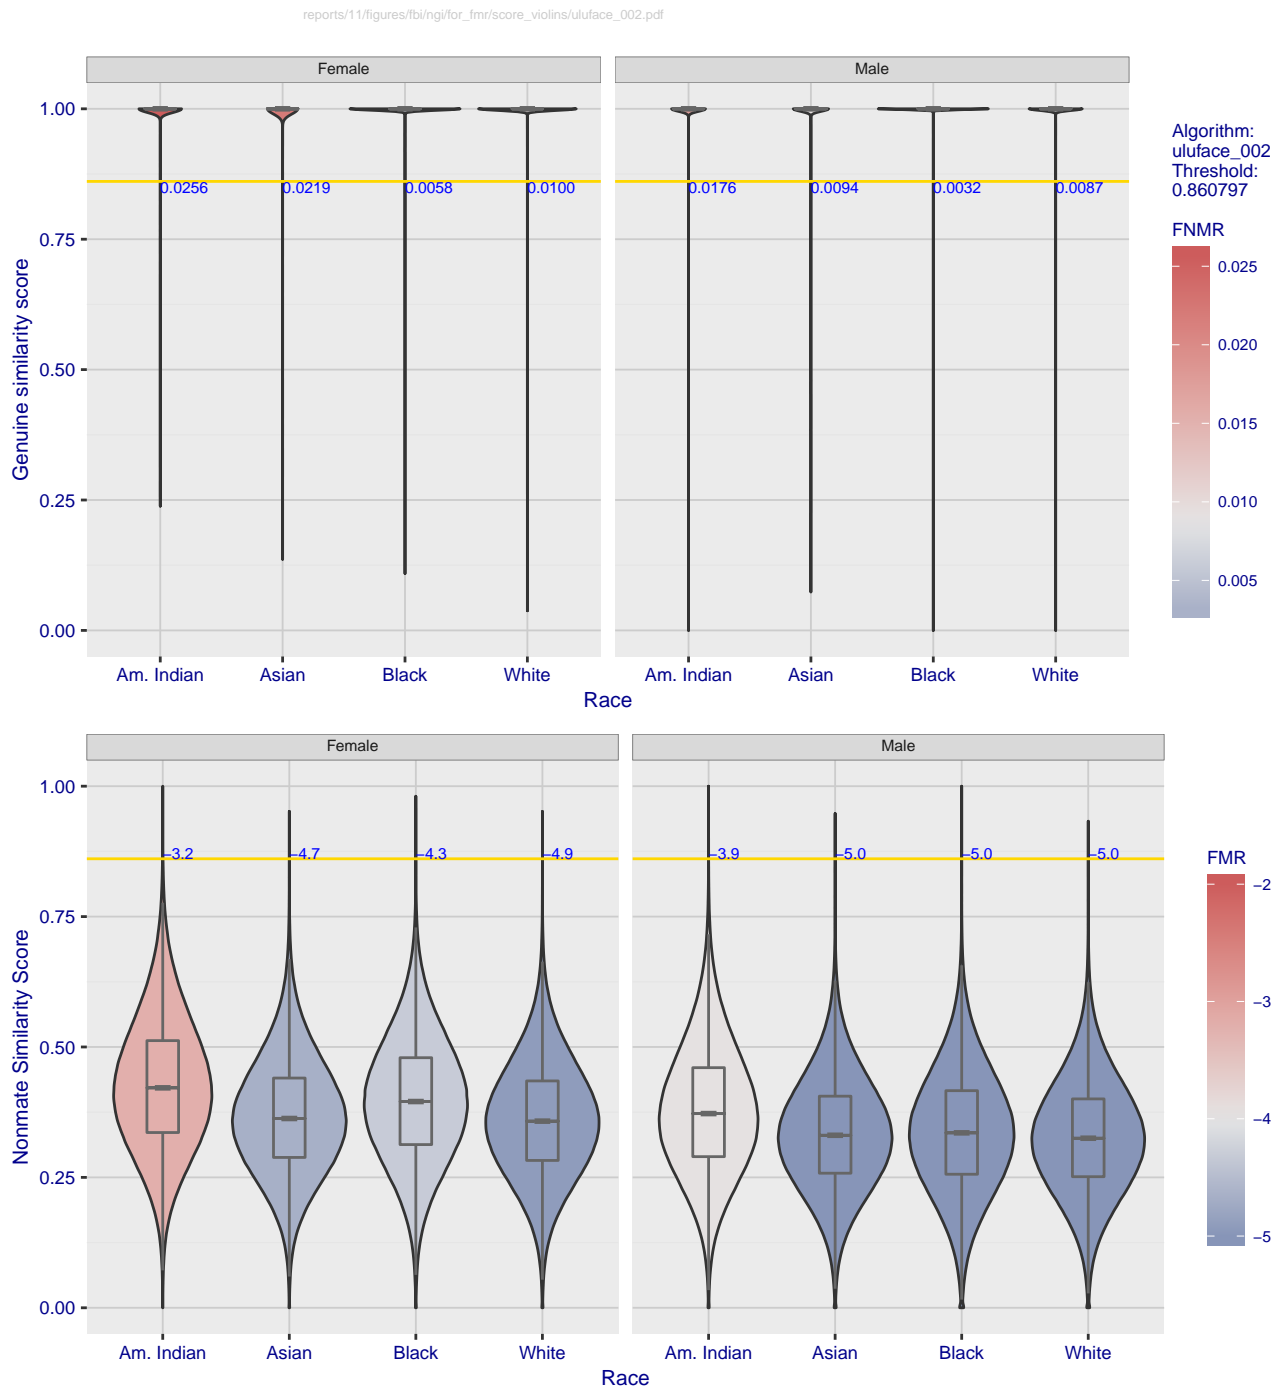 reports/11/figures/fbi/ngi/for_fmr/score_violins/uluface_002.pdf
Female
Male
Genuine similarity score
1.00
0.75
0.50
0.25
0.00
0.0256
0.0219
0.0058
0.0100
0.0176
0.0094
0.0032
0.0087
Am. Indian
Asian
Black
White
Am. Indian
Asian
Black
White
Race
Algorithm:
uluface_002
Threshold:
0.860797
FNMR
0.025
0.020
0.015
0.010
0.005
Female
Male
Nonmate Similarity Score
1.00
0.75
0.50
0.25
0.00
−3.2
−4.7
−4.3
−4.9
−3.9
−5.0
−5.0
−5.0
Am. Indian
Asian
Black
White
Am. Indian
Asian
Black
White
Race
FMR
−2
−3
−4
−5